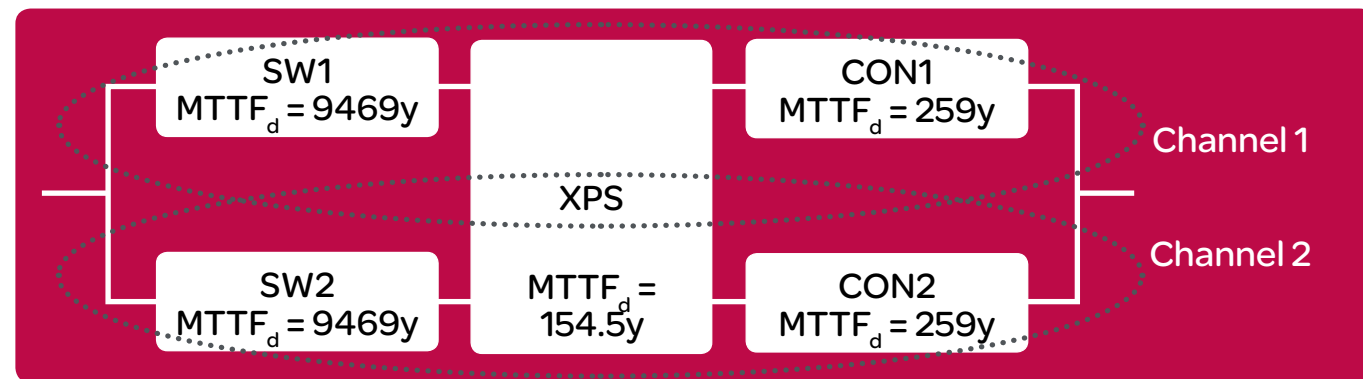 SW1
MTTFd = 9469y
CON1
MTTFd = 259y
Channel 1
XPS
Channel 2
SW2
MTTFd = 9469y
MTTFd =
154.5y
CON2
MTTFd = 259y